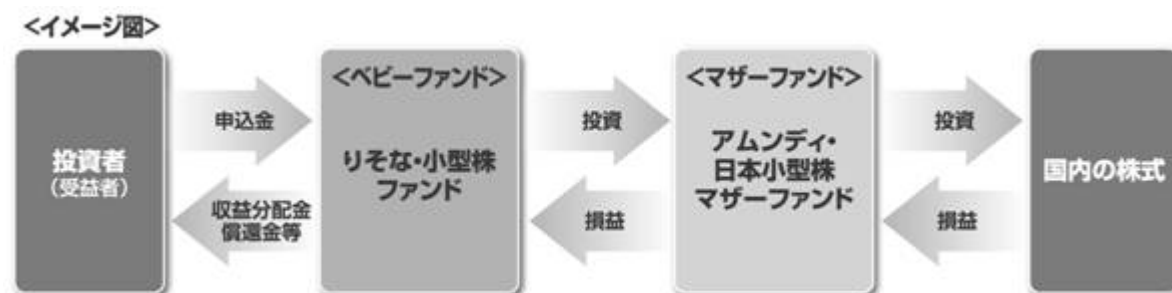 <イメージ図>
投資者
（受益者）
申込金
収益分配金
償還金等
<ベビーファンド>
りそな・小型株
ファンド
投資
損益
<マザーファンド>
アムンディ・
日本小型株
マザーファンド
投資
損益
国内の株式